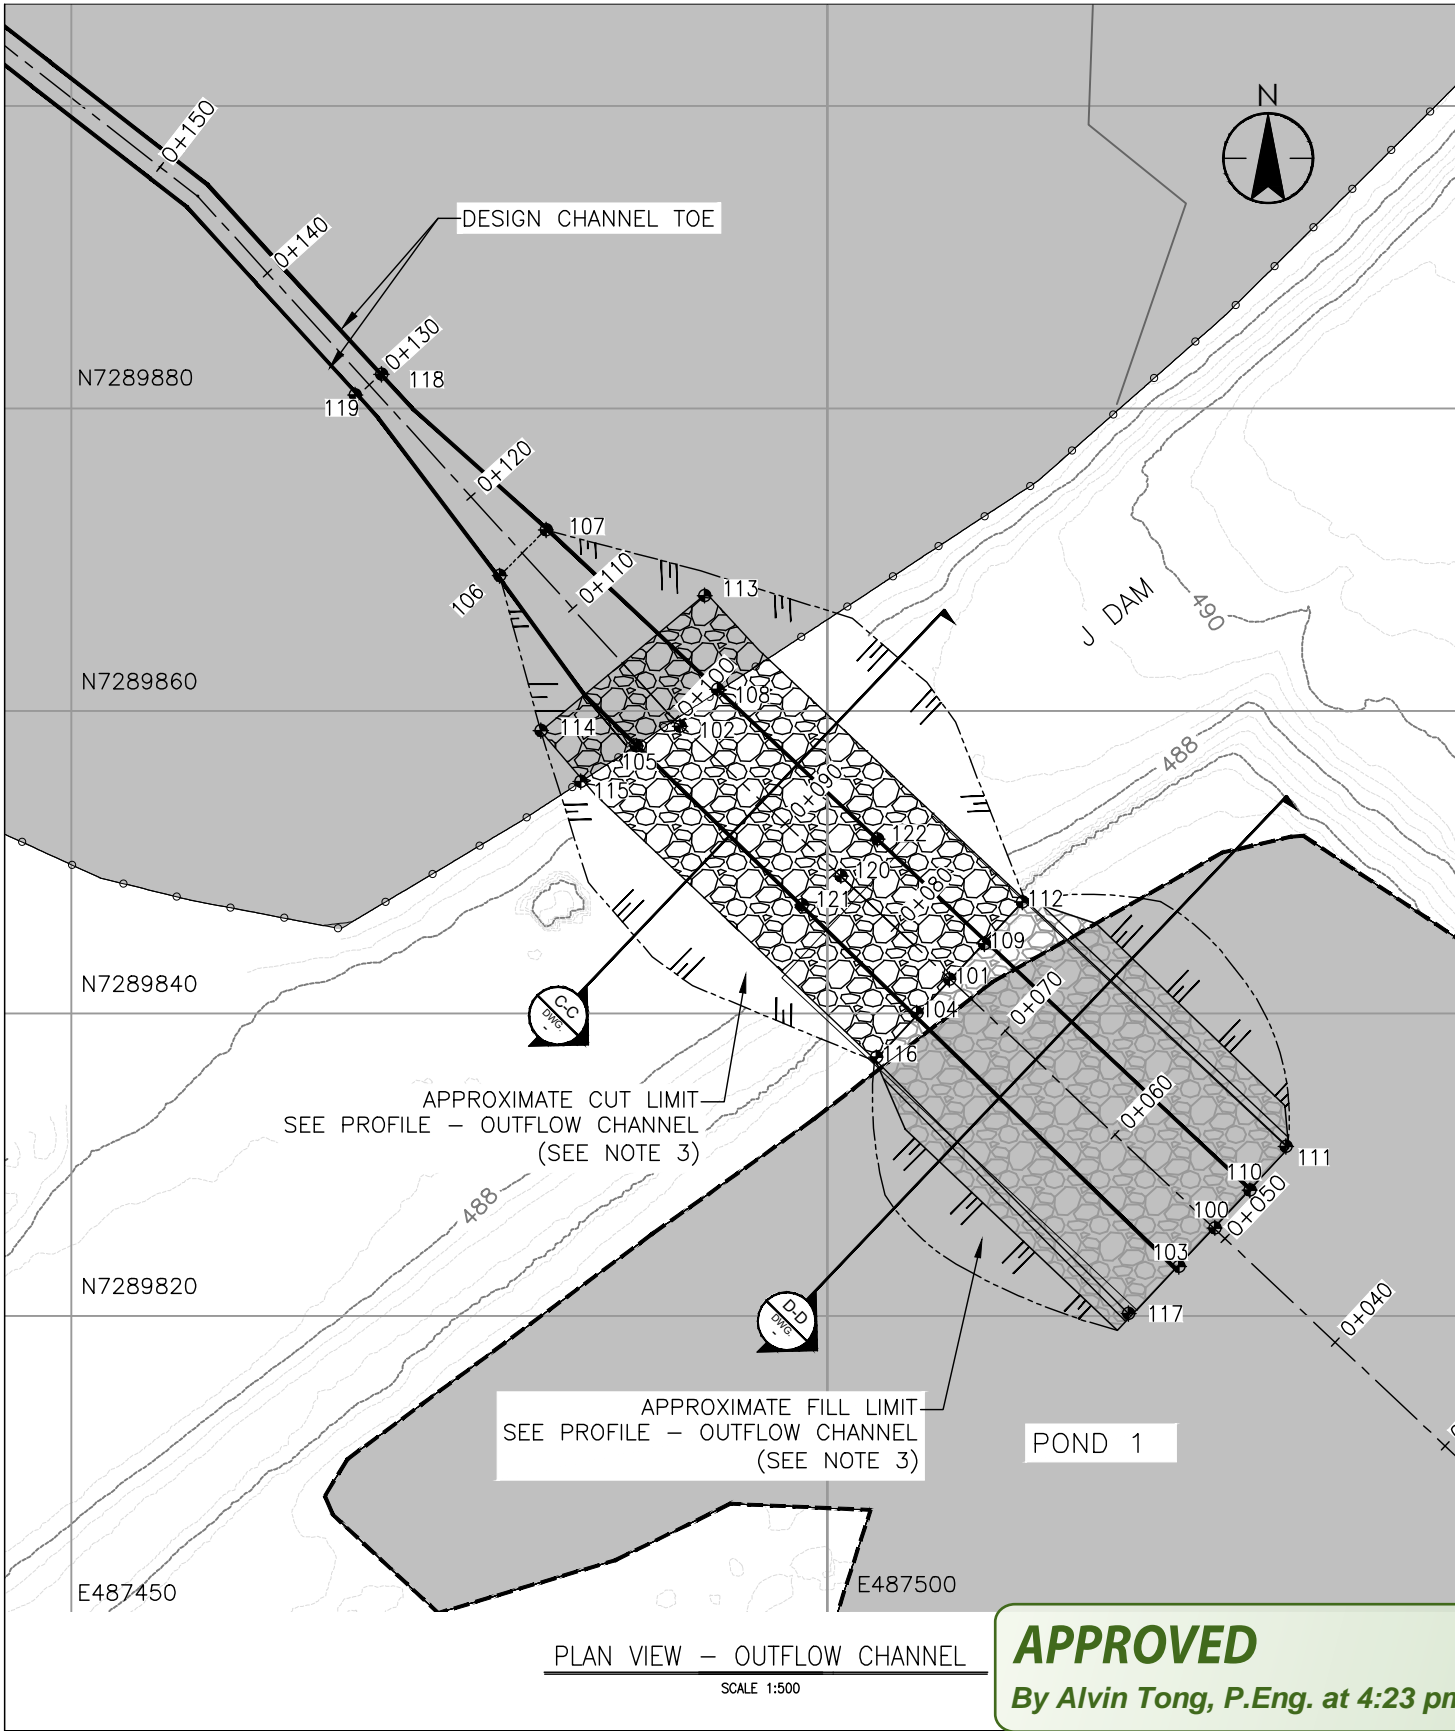 N
0+150
0+140
DESIGN CHANNEL TOE
0+130
118
119
N7289880
0+120
107
106
0+110
113
J DAM
490
N7289860
0+100
108
102
114
105
115
488
0+090
122
120
121
0+080
112
109
101
104
116
0+070
N7289840
C-C
DWG.
-
APPROXIMATE CUT LIMIT
SEE PROFILE – OUTFLOW CHANNEL
(SEE NOTE 3)
0+060
111
110
100
0+050
103
117
488
N7289820
D-D
DWG.
-
0+040
APPROXIMATE FILL LIMIT
SEE PROFILE – OUTFLOW CHANNEL
(SEE NOTE 3)
POND 1
E487450
E487500
PLAN VIEW – OUTFLOW CHANNEL
SCALE 1:500
APPROVED
By Alvin Tong, P.Eng. at 4:23 pm